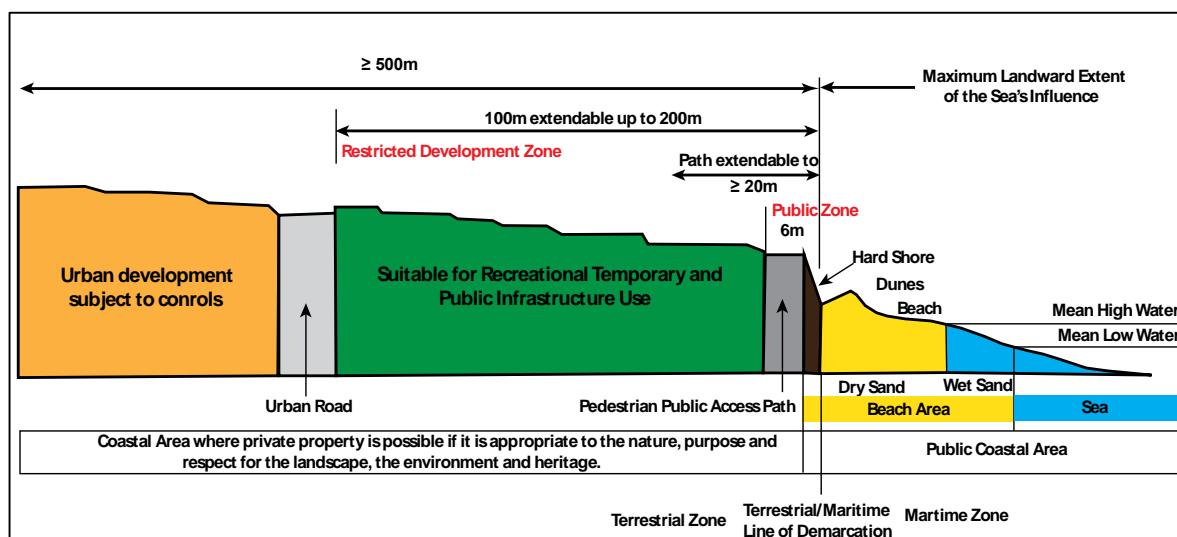 ≥ 500m
Maximum Landward Extent
of the Sea's Influence
100m extendable up to 200m
Restricted Development Zone
Path extendable to
≥ 20m
Public Zone
6m
Hard Shore
Dunes
Beach
Urban development
subject to conrols
Suitable for Recreational Temporary and
Public Infrastructure Use
Mean High Water
Mean Low Water
Dry Sand
Wet Sand
Urban Road
Pedestrian Public Access Path
Beach Area
Sea
Coastal Area where private property is possible if it is appropriate to the nature, purpose and
respect for the landscape, the environment and heritage.
Public Coastal Area
Terrestrial Zone
Terrestrial/Maritime
Line of Demarcation
Martime Zone